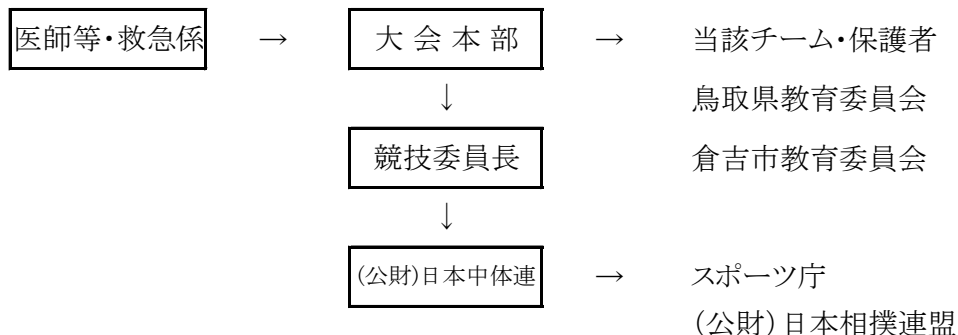 医師等・救急係 → 大会本部 → 当該チーム・保護者
↓ 鳥取県教育委員会
競技委員長 倉吉市教育委員会
↓
(公財)日本中体連 → スポーツ庁
(公財)日本相撲連盟